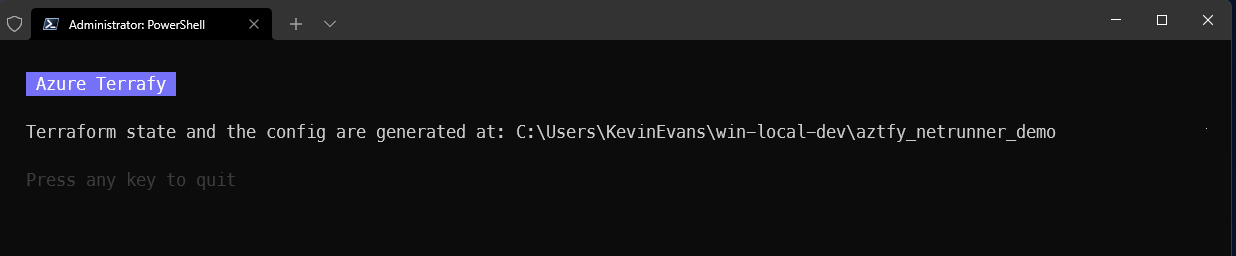 Administrator: PowerShell
Azure Terrafy
Terraform state and the config are generated at: C:\Users\KevinEvans\win-local-dev\aztfy_netrunner_demo
Press any key to quit